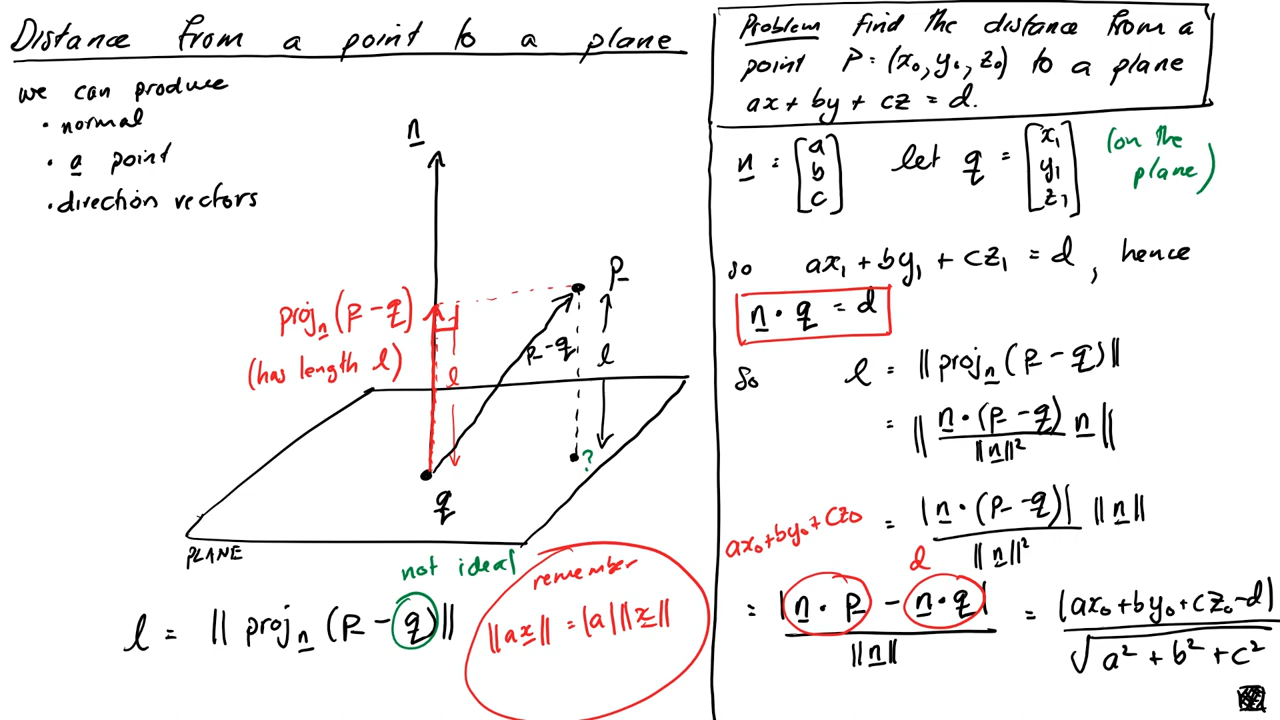 Distance from a point to a plane
we can produce
• normal
• a point
• direction vectors
n
p
proj_n (p - q)
(has length l)
l
p - q
l
?
q
PLANE
not ideal
l = || proj_n (p - q) ||
remember
||ax|| = |a| ||x||
Problem Find the distance from a
point P = (x₀, y₀, z₀) to a plane
ax + by + cz = d.
n = [a b c] let q = [x₁ y₁ z₁] (on the plane)
so ax₁ + by₁ + cz₁ = d, hence
n · q = d
So l = || proj_n (p - q) ||
= || n · (p - q) / ||n||² n ||
= |n · (p - q)| / ||n||² ||n||
ax₀ + by₀ + cz₀
d
= |n · p - n · q| / ||n|| = |ax₀ + by₀ + cz₀ - d| / √a² + b² + c²